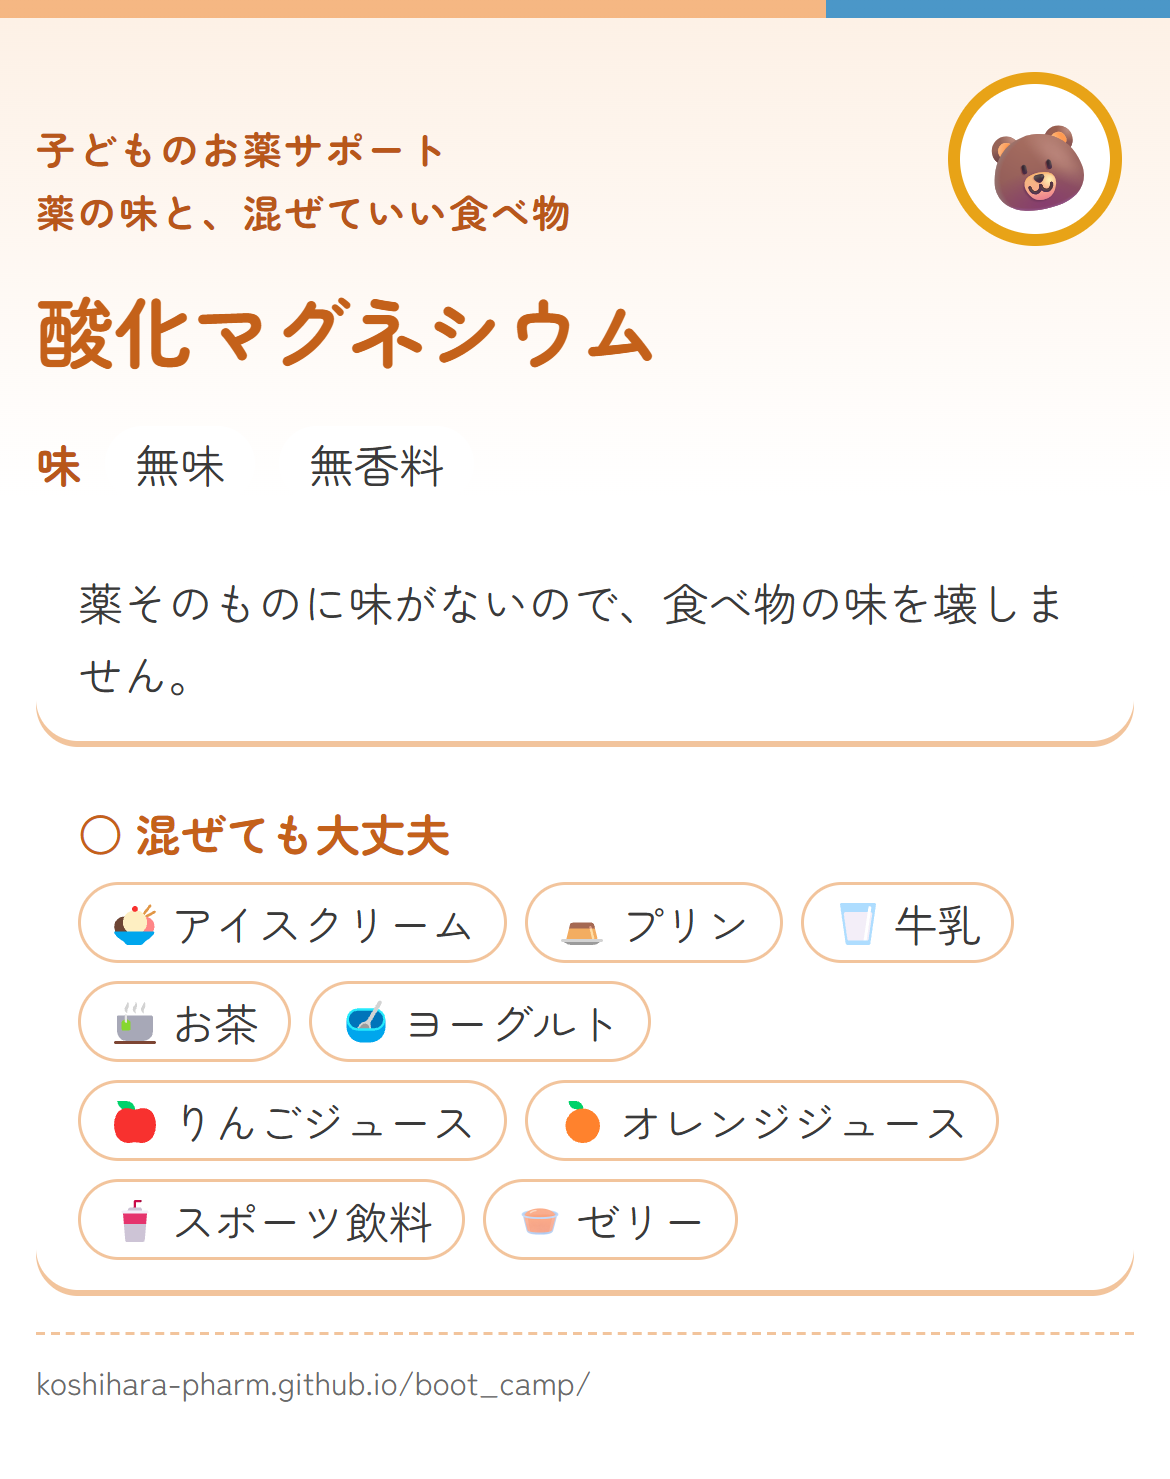 子どものお薬サポート
薬の味と、混ぜていい食べ物
酸化マグネシウム
味 無味 無香料
薬そのものに味がないので、食べ物の味を壊しま
せん。
○ 混ぜても大丈夫
アイスクリーム プリン 牛乳
お茶 ヨーグルト
りんごジュース オレンジジュース
スポーツ飲料 ゼリー
koshihara-pharm.github.io/boot_camp/